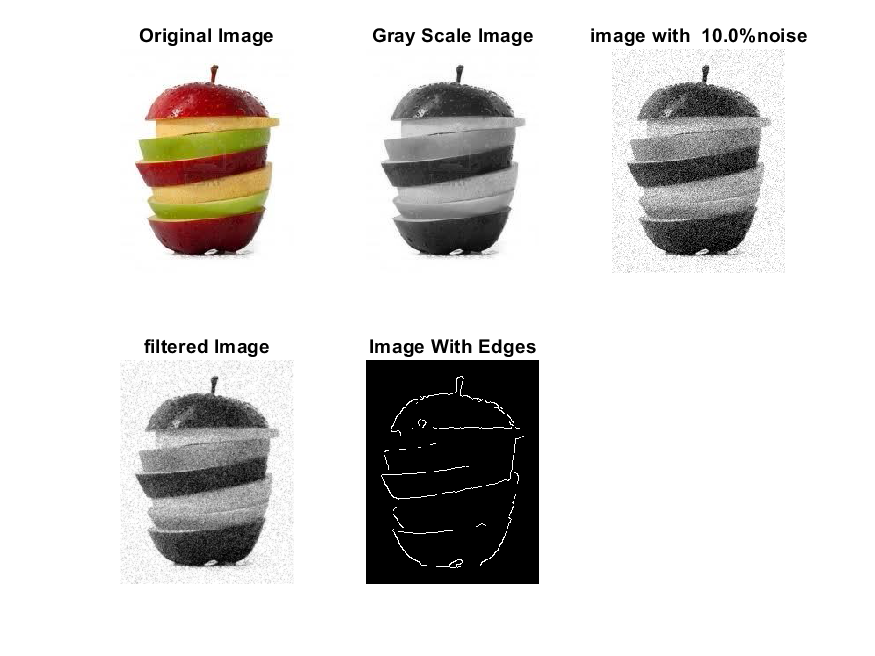 Original Image
Gray Scale Image
image with  10.0%noise
filtered Image
Image With Edges